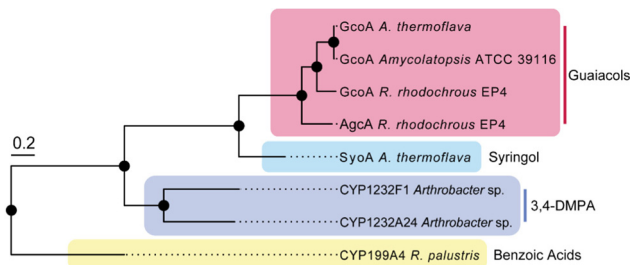 GcoA A. thermoflava
GcoA Amycolatopsis ATCC 39116
Guaiacols
GcoA R. rhodochrous EP4
AgcA R. rhodochrous EP4
0.2
SyoA A. thermoflava Syringol
CYP1232F1 Arthrobacter sp.
3,4-DMPA
CYP1232A24 Arthrobacter sp.
CYP199A4 R. palustris Benzoic Acids